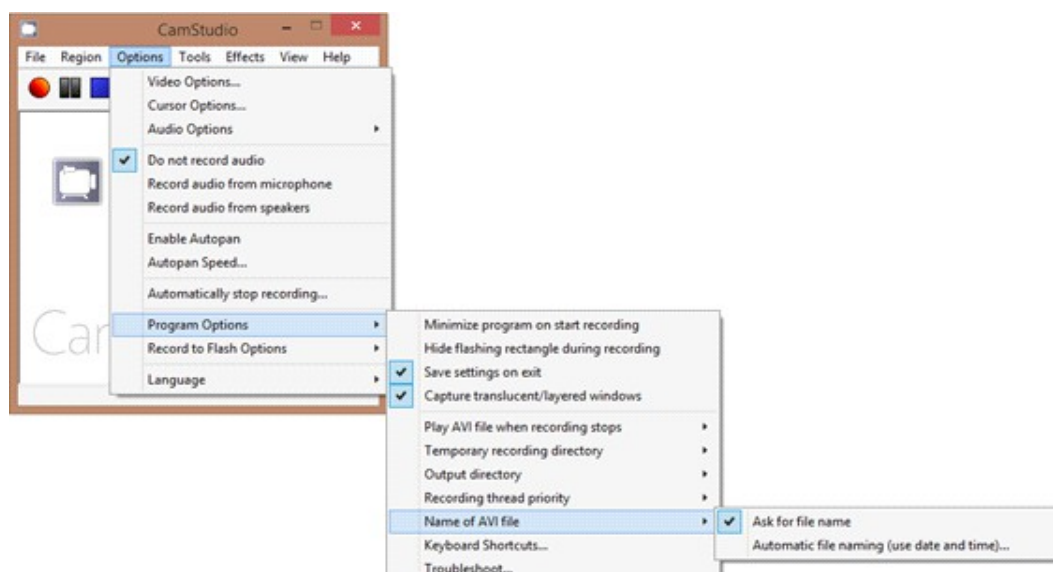 CamStudio
File Region Options Tools Effects View Help
Video Options...
Cursor Options...
Audio Options
Do not record audio
Record audio from microphone
Record audio from speakers
Enable Autopan
Autopan Speed...
Automatically stop recording...
Program Options
Record to Flash Options
Language
Car
Minimize program on start recording
Hide flashing rectangle during recording
Save settings on exit
Capture translucent/layered windows
Play AVI file when recording stops
Temporary recording directory
Output directory
Recording thread priority
Name of AVI file
Keyboard Shortcuts...
Troubleshoot...
Ask for file name
Automatic file naming (use date and time)...